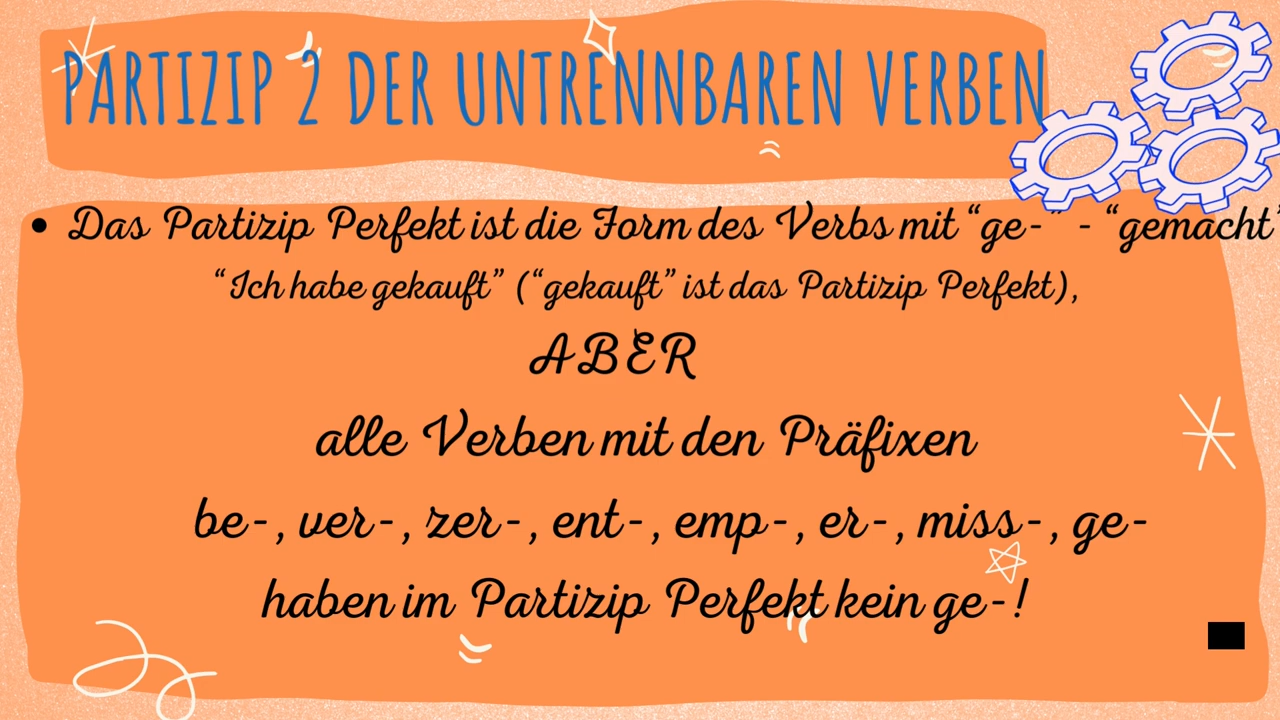 PARTIZIP 2 DER UNTRENNBAREN VERBEN
• Das Partizip Perfekt ist die Form des Verbs mit “ge-” - “gemacht”
“Ich habe gekauft” (“gekauft” ist das Partizip Perfekt),
ABER
alle Verben mit den Präfixen
be-, ver-, zer-, ent-, emp-, er-, miss-, ge-
haben im Partizip Perfekt kein ge-!